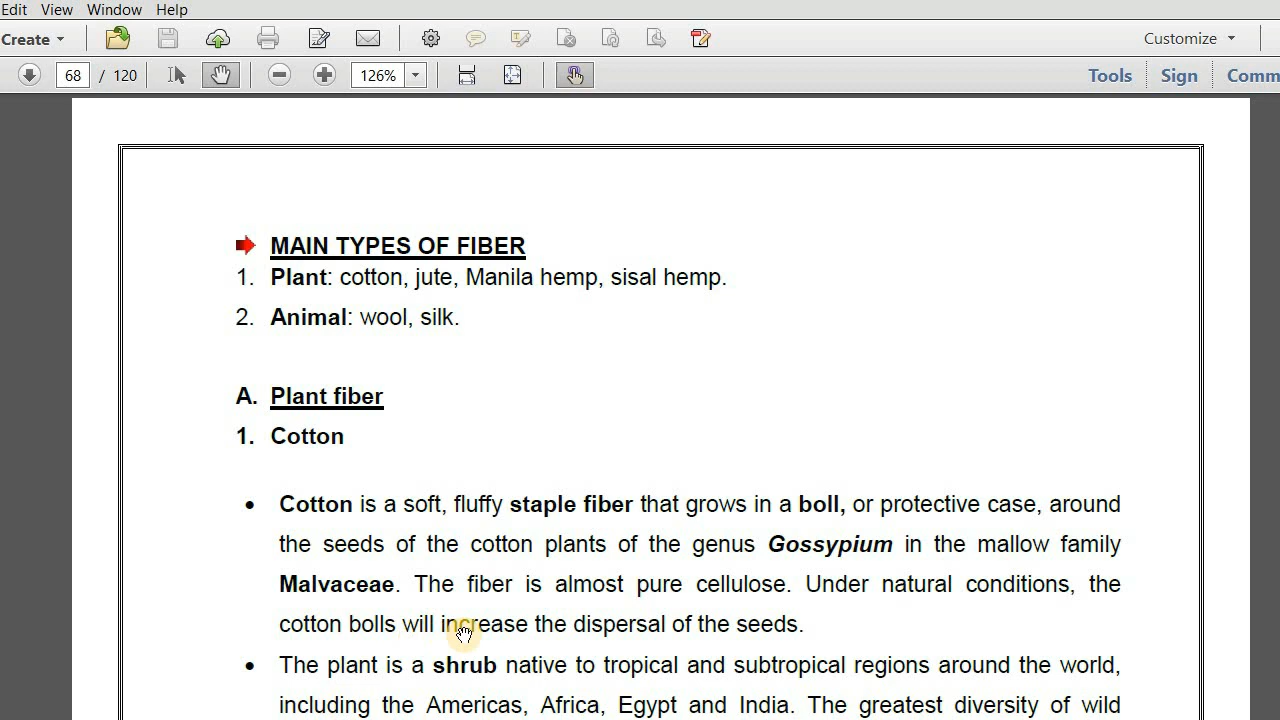 Edit View Window Help
Create Customize
68 / 120 126% Tools Sign Comm
MAIN TYPES OF FIBER
1. Plant: cotton, jute, Manila hemp, sisal hemp.
2. Animal: wool, silk.
A. Plant fiber
1. Cotton
• Cotton is a soft, fluffy staple fiber that grows in a boll, or protective case, around
the seeds of the cotton plants of the genus Gossypium in the mallow family
Malvaceae. The fiber is almost pure cellulose. Under natural conditions, the
cotton bolls will increase the dispersal of the seeds.
• The plant is a shrub native to tropical and subtropical regions around the world,
including the Americas, Africa, Egypt and India. The greatest diversity of wild